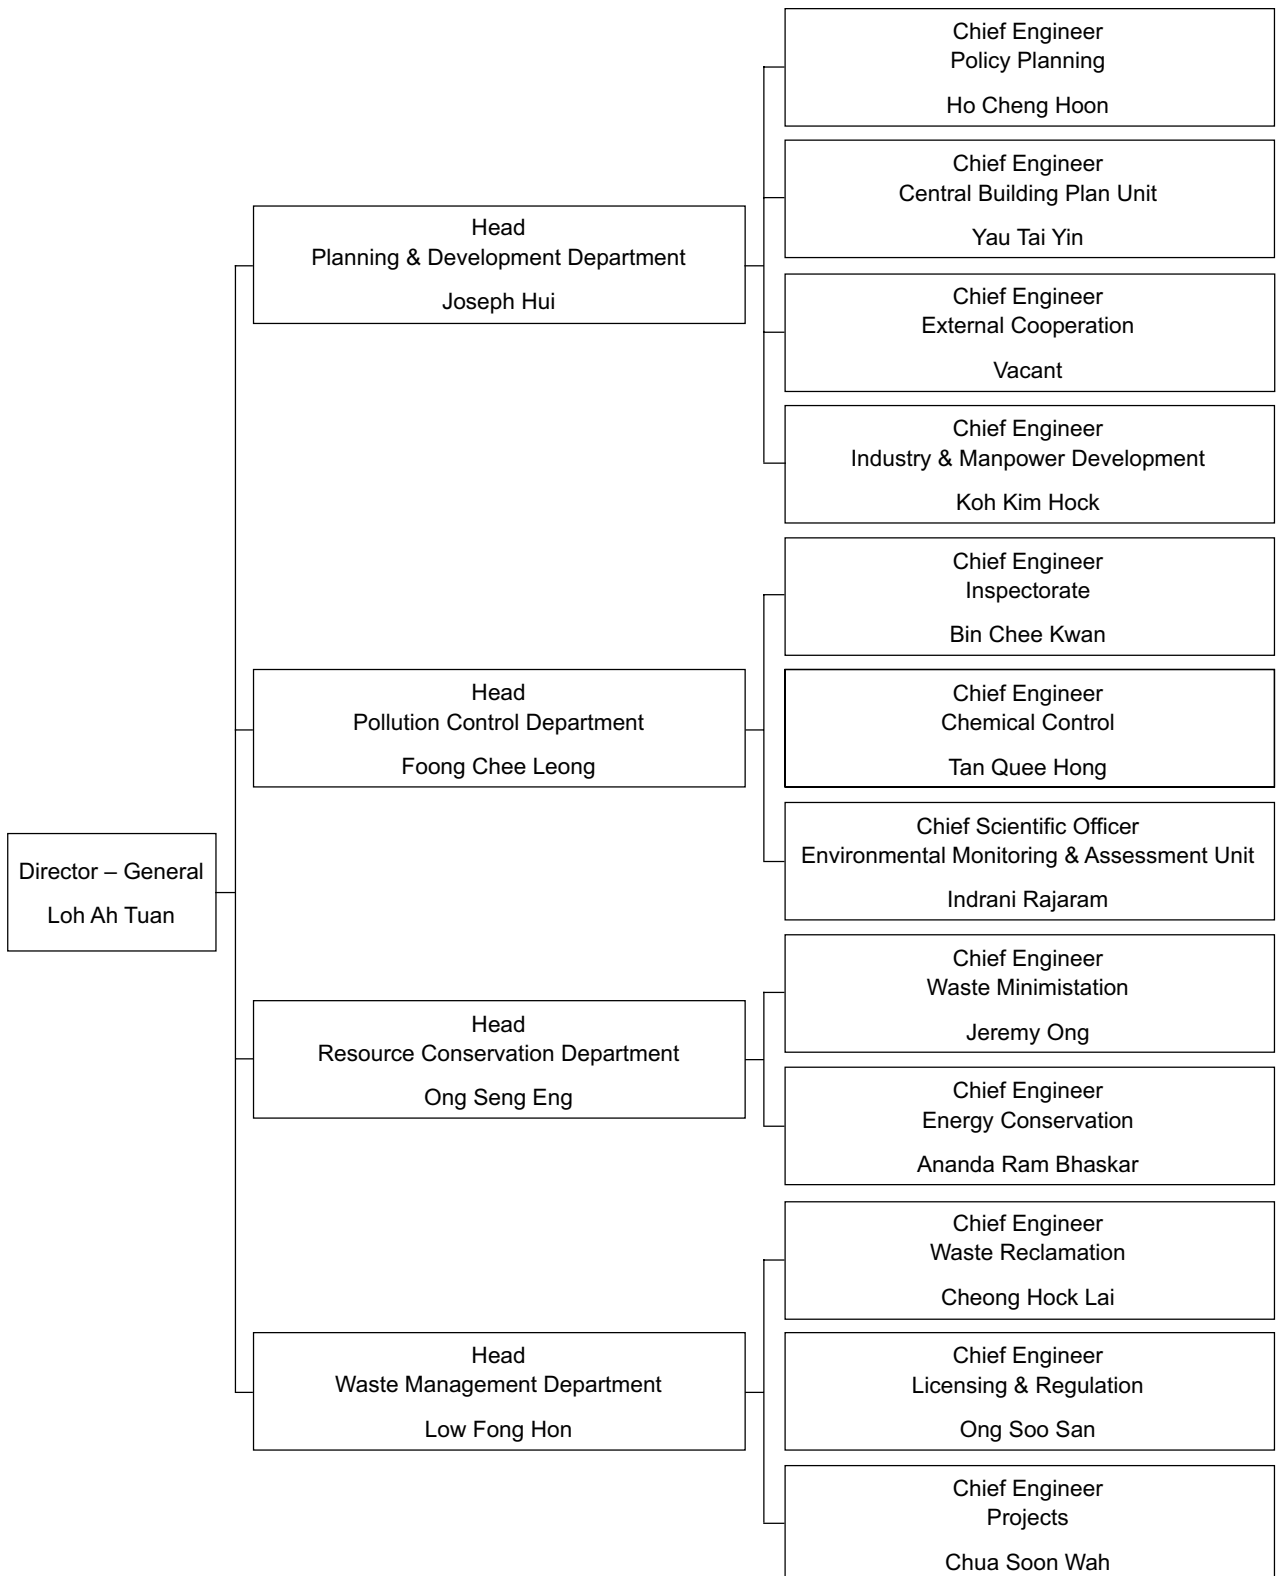 Chief Engineer
Policy Planning
Ho Cheng Hoon
Chief Engineer
Central Building Plan Unit
Yau Tai Yin
Head
Planning & Development Department
Joseph Hui
Chief Engineer
External Cooperation
Vacant
Chief Engineer
Industry & Manpower Development
Koh Kim Hock
Chief Engineer
Inspectorate
Bin Chee Kwan
Head
Pollution Control Department
Foong Chee Leong
Chief Engineer
Chemical Control
Tan Quee Hong
Chief Scientific Officer
Environmental Monitoring & Assessment Unit
Indrani Rajaram
Director – General
Loh Ah Tuan
Chief Engineer
Waste Minimistation
Jeremy Ong
Head
Resource Conservation Department
Ong Seng Eng
Chief Engineer
Energy Conservation
Ananda Ram Bhaskar
Chief Engineer
Waste Reclamation
Cheong Hock Lai
Head
Waste Management Department
Low Fong Hon
Chief Engineer
Licensing & Regulation
Ong Soo San
Chief Engineer
Projects
Chua Soon Wah